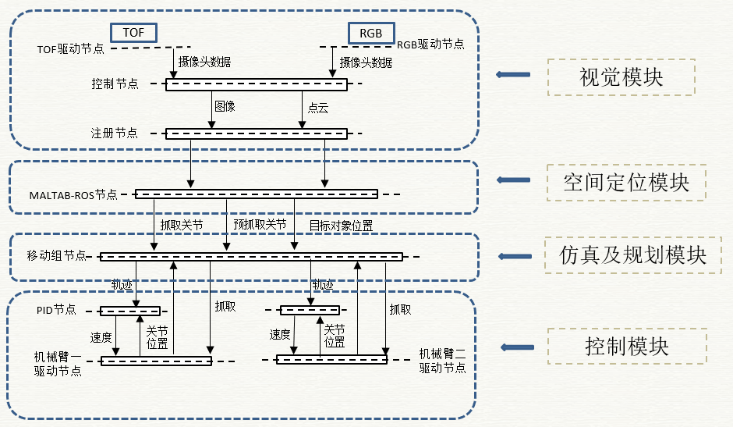 TOF
RGB
TOF驱动节点
RGB驱动节点
摄像头数据
摄像头数据
控制节点
视觉模块
图像
点云
注册节点
空间定位模块
MALTAB-ROS节点
抓取关节
预抓取关节
目标对象位置
移动组节点
仿真及规划模块
轨迹
轨迹
PID节点
抓取
抓取
速度
关节
位置
速度
关节
位置
控制模块
机械臂一
驱动节点
机械臂二
驱动节点